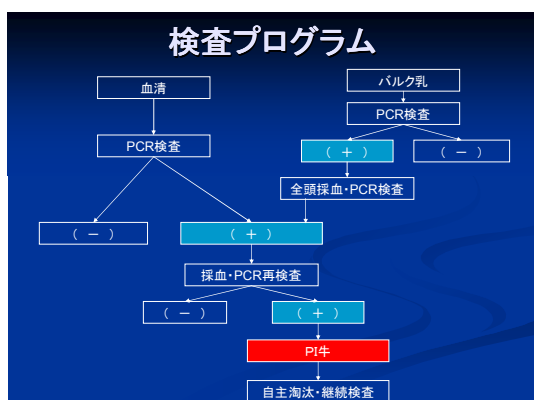 検査プログラム
血清
バルク乳
PCR検査
PCR検査
( + )
( － )
全頭採血・PCR検査
( － )
( + )
採血・PCR再検査
( － )
( + )
PI牛
自主淘汰・継続検査